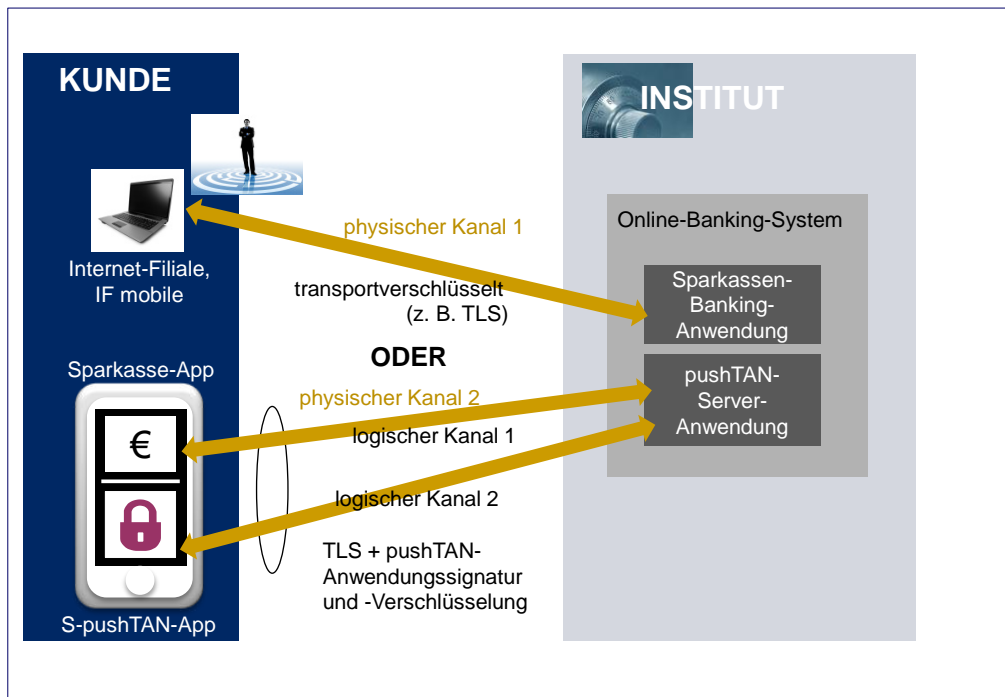 KUNDE
INSTITUT
Internet-Filiale,
IF mobile
physischer Kanal 1
transportverschlüsselt
(z. B. TLS)
Online-Banking-System
Sparkassen-
Banking-
Anwendung
ODER
Sparkasse-App
€
physischer Kanal 2
logischer Kanal 1
pushTAN-
Server-
Anwendung
logischer Kanal 2
TLS + pushTAN-
Anwendungssignatur
und -Verschlüsselung
S-pushTAN-App